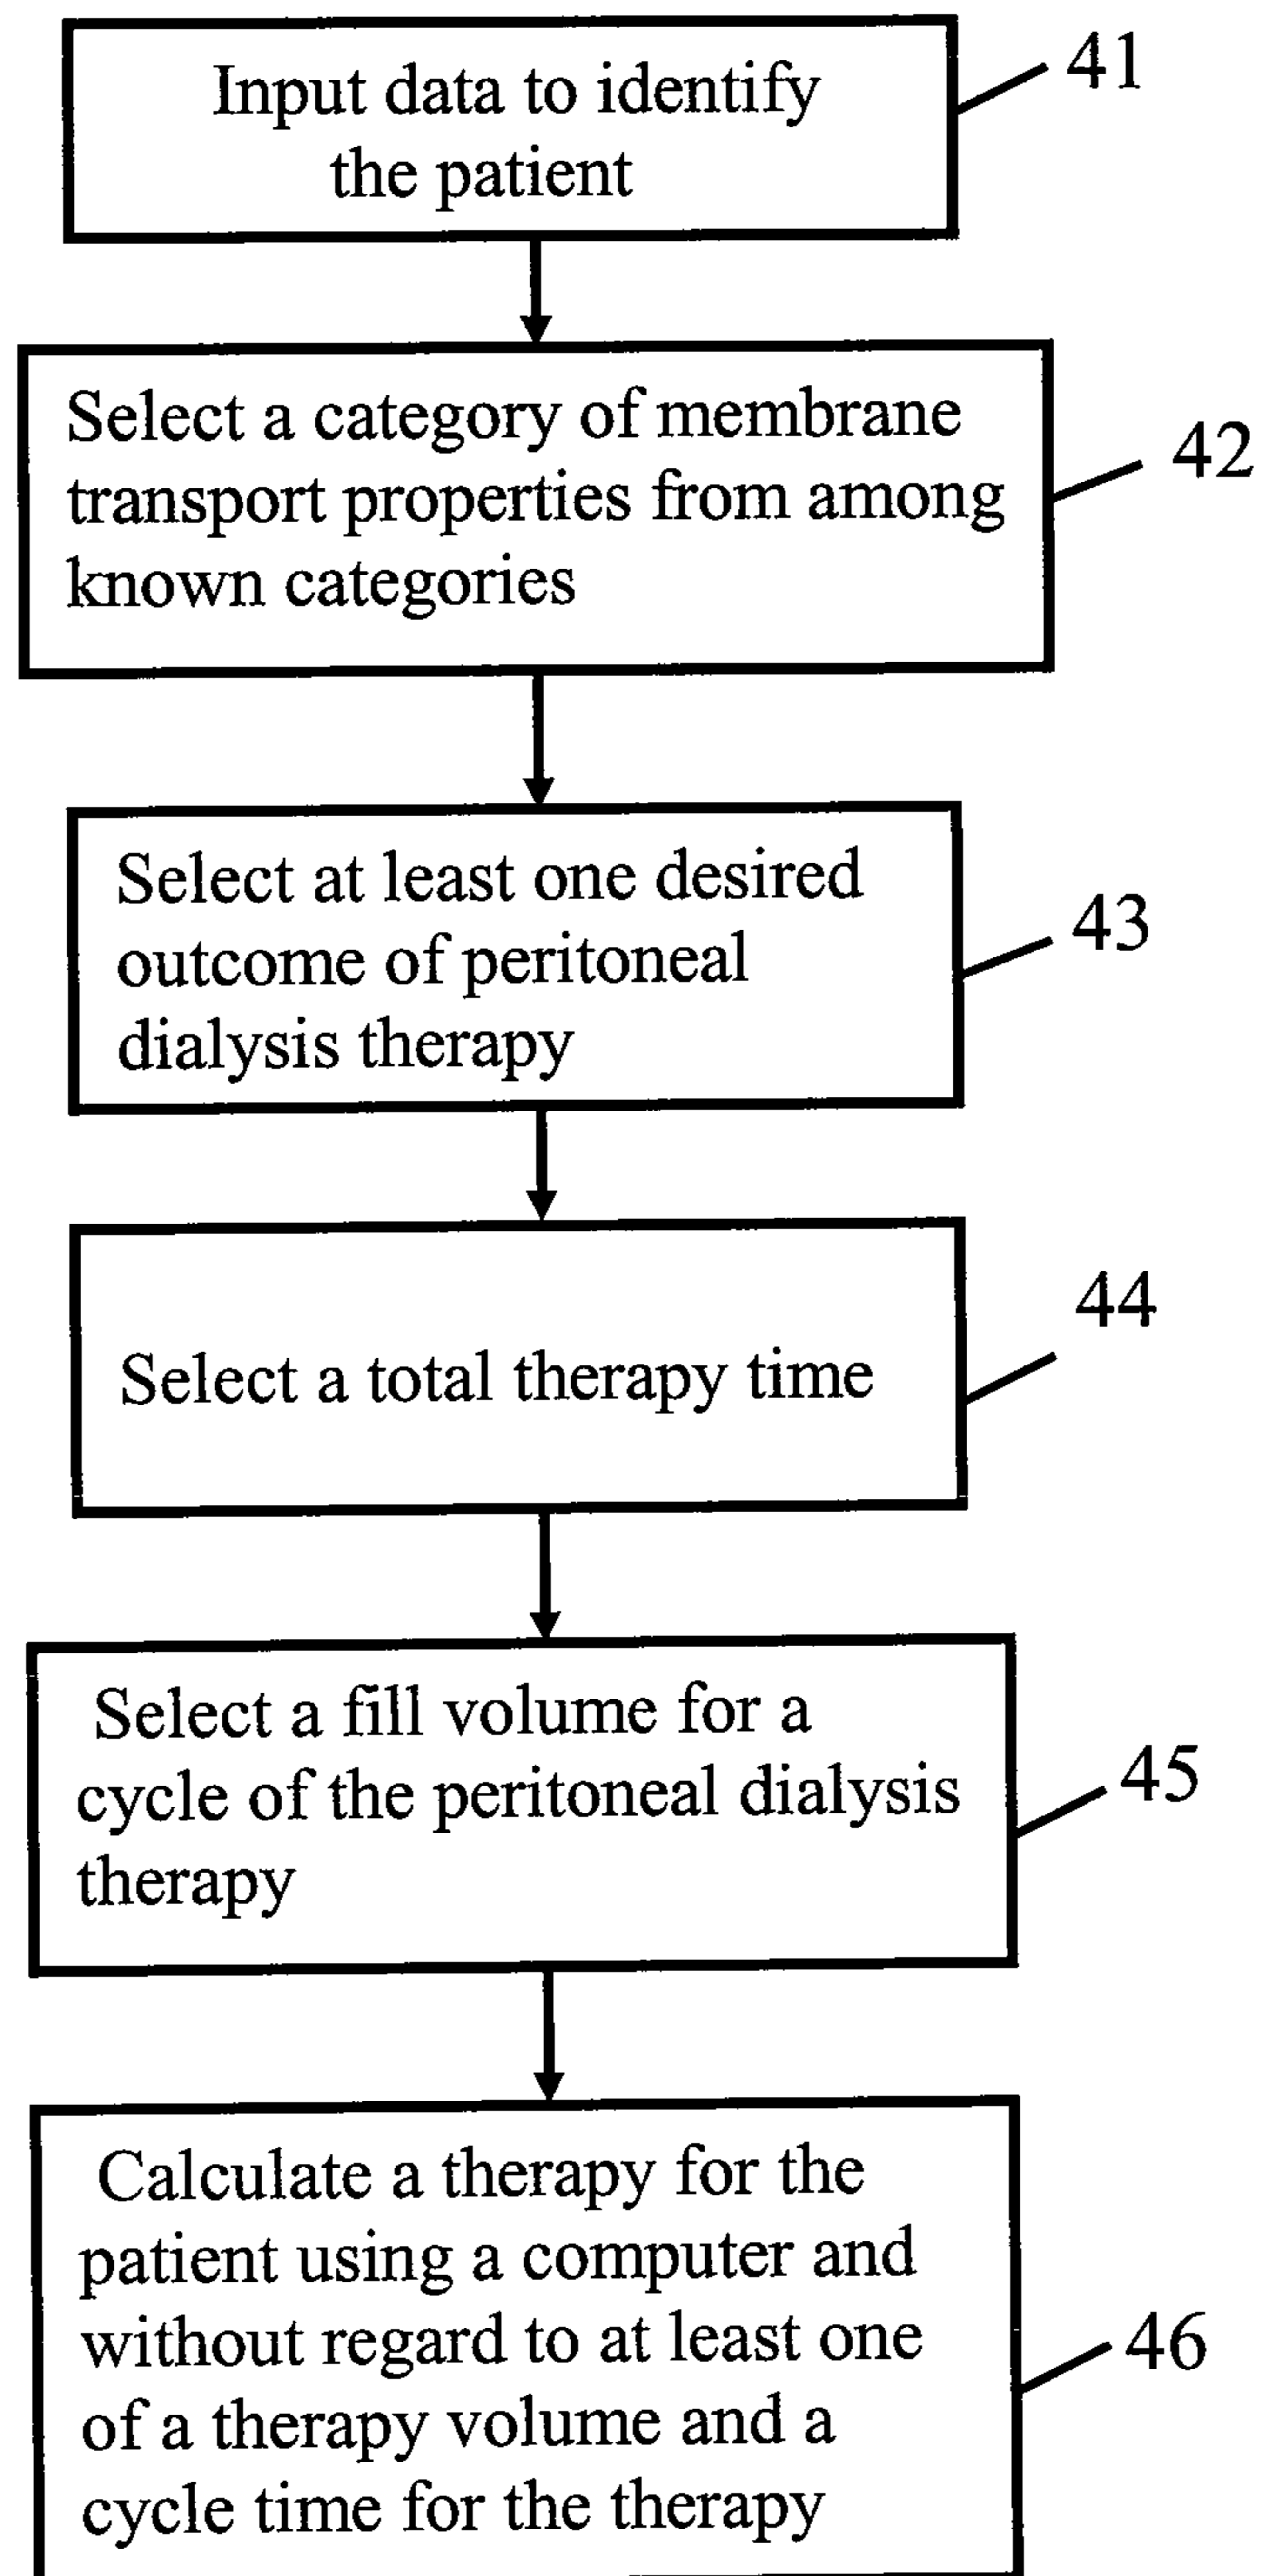 Input data to identify
the patient
41
Select a category of membrane
transport properties from among
known categories
42
Select at least one desired
outcome of peritoneal
dialysis therapy
43
Select a total therapy time
44
Select a fill volume for a
cycle of the peritoneal dialysis
therapy
45
Calculate a therapy for the
patient using a computer and
without regard to at least one
of a therapy volume and a
cycle time for the therapy
46